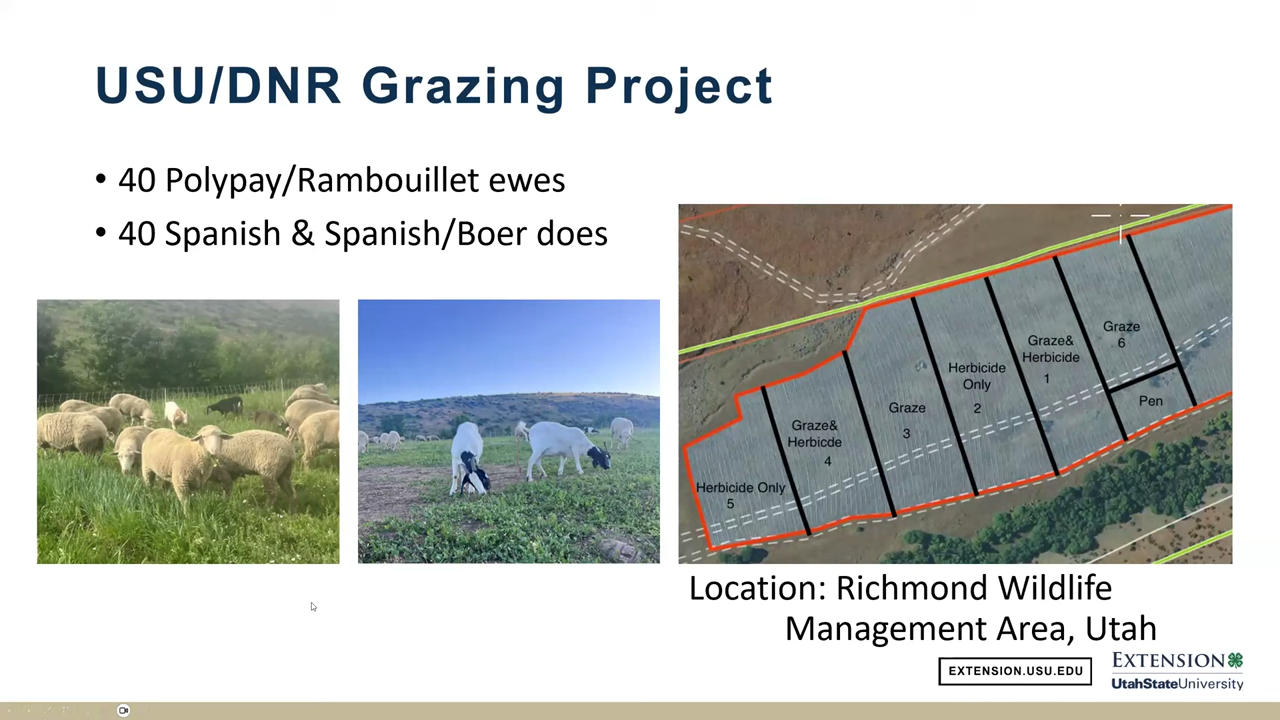 USU/DNR Grazing Project
• 40 Polypay/Rambouillet ewes
• 40 Spanish & Spanish/Boer does
Graze
6
Graze&
Herbicide
1
Herbicide
Only
2
Pen
Graze
3
Graze&
Herbicde
4
Herbicide Only
5
Location: Richmond Wildlife
Management Area, Utah
EXTENSION.USU.EDU
EXTENSION
UtahStateUniversity